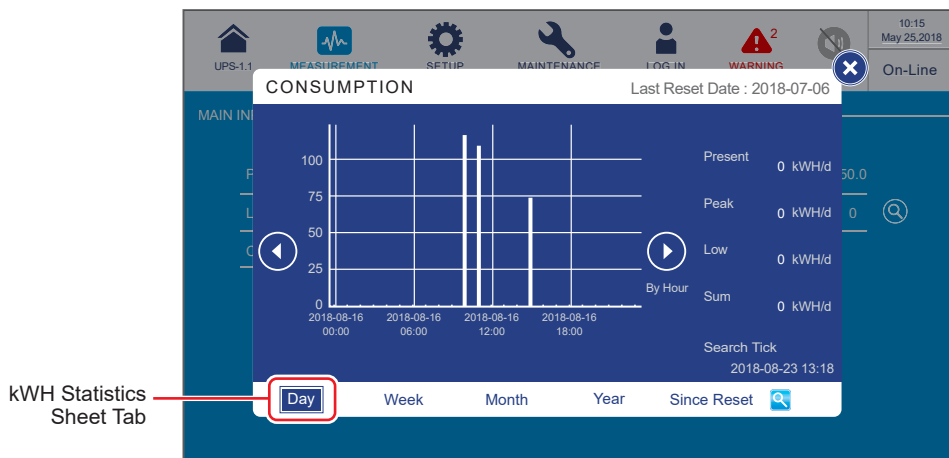 10:15
May 25,2018
UPS-1.1
MEASUREMENT
SETUP
MAINTENANCE
LOG IN
2
WARNING
On-Line
CONSUMPTION
Last Reset Date : 2018-07-06
MAIN IN
100
75
50
25
0
2018-08-16
00:00
2018-08-16
06:00
2018-08-16
12:00
2018-08-16
18:00
By Hour
Present
0 kWH/d
Peak
0 kWH/d
Low
0 kWH/d
Sum
0 kWH/d
Search Tick
2018-08-23 13:18
50.0
0
P
L
Day
Week
Month
Year
Since Reset
kWH Statistics
Sheet Tab